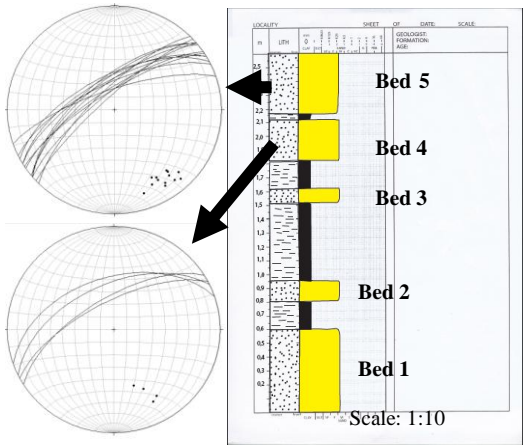 LOCALITY SHEET OF DATE: SCALE:
m LITH
GEOLOGIST:
FORMATION:
AGE:
CLAY SILT
2,5
Bed 5
2,2
2,1
2,0
Bed 4
1,6
Bed 3
1,5
1,4
1,3
1,2
1,1
1,0
0,9
Bed 2
0,8
0,7
0,6
0,5
0,4
Bed 1
0,3
0,2
Scale: 1:10